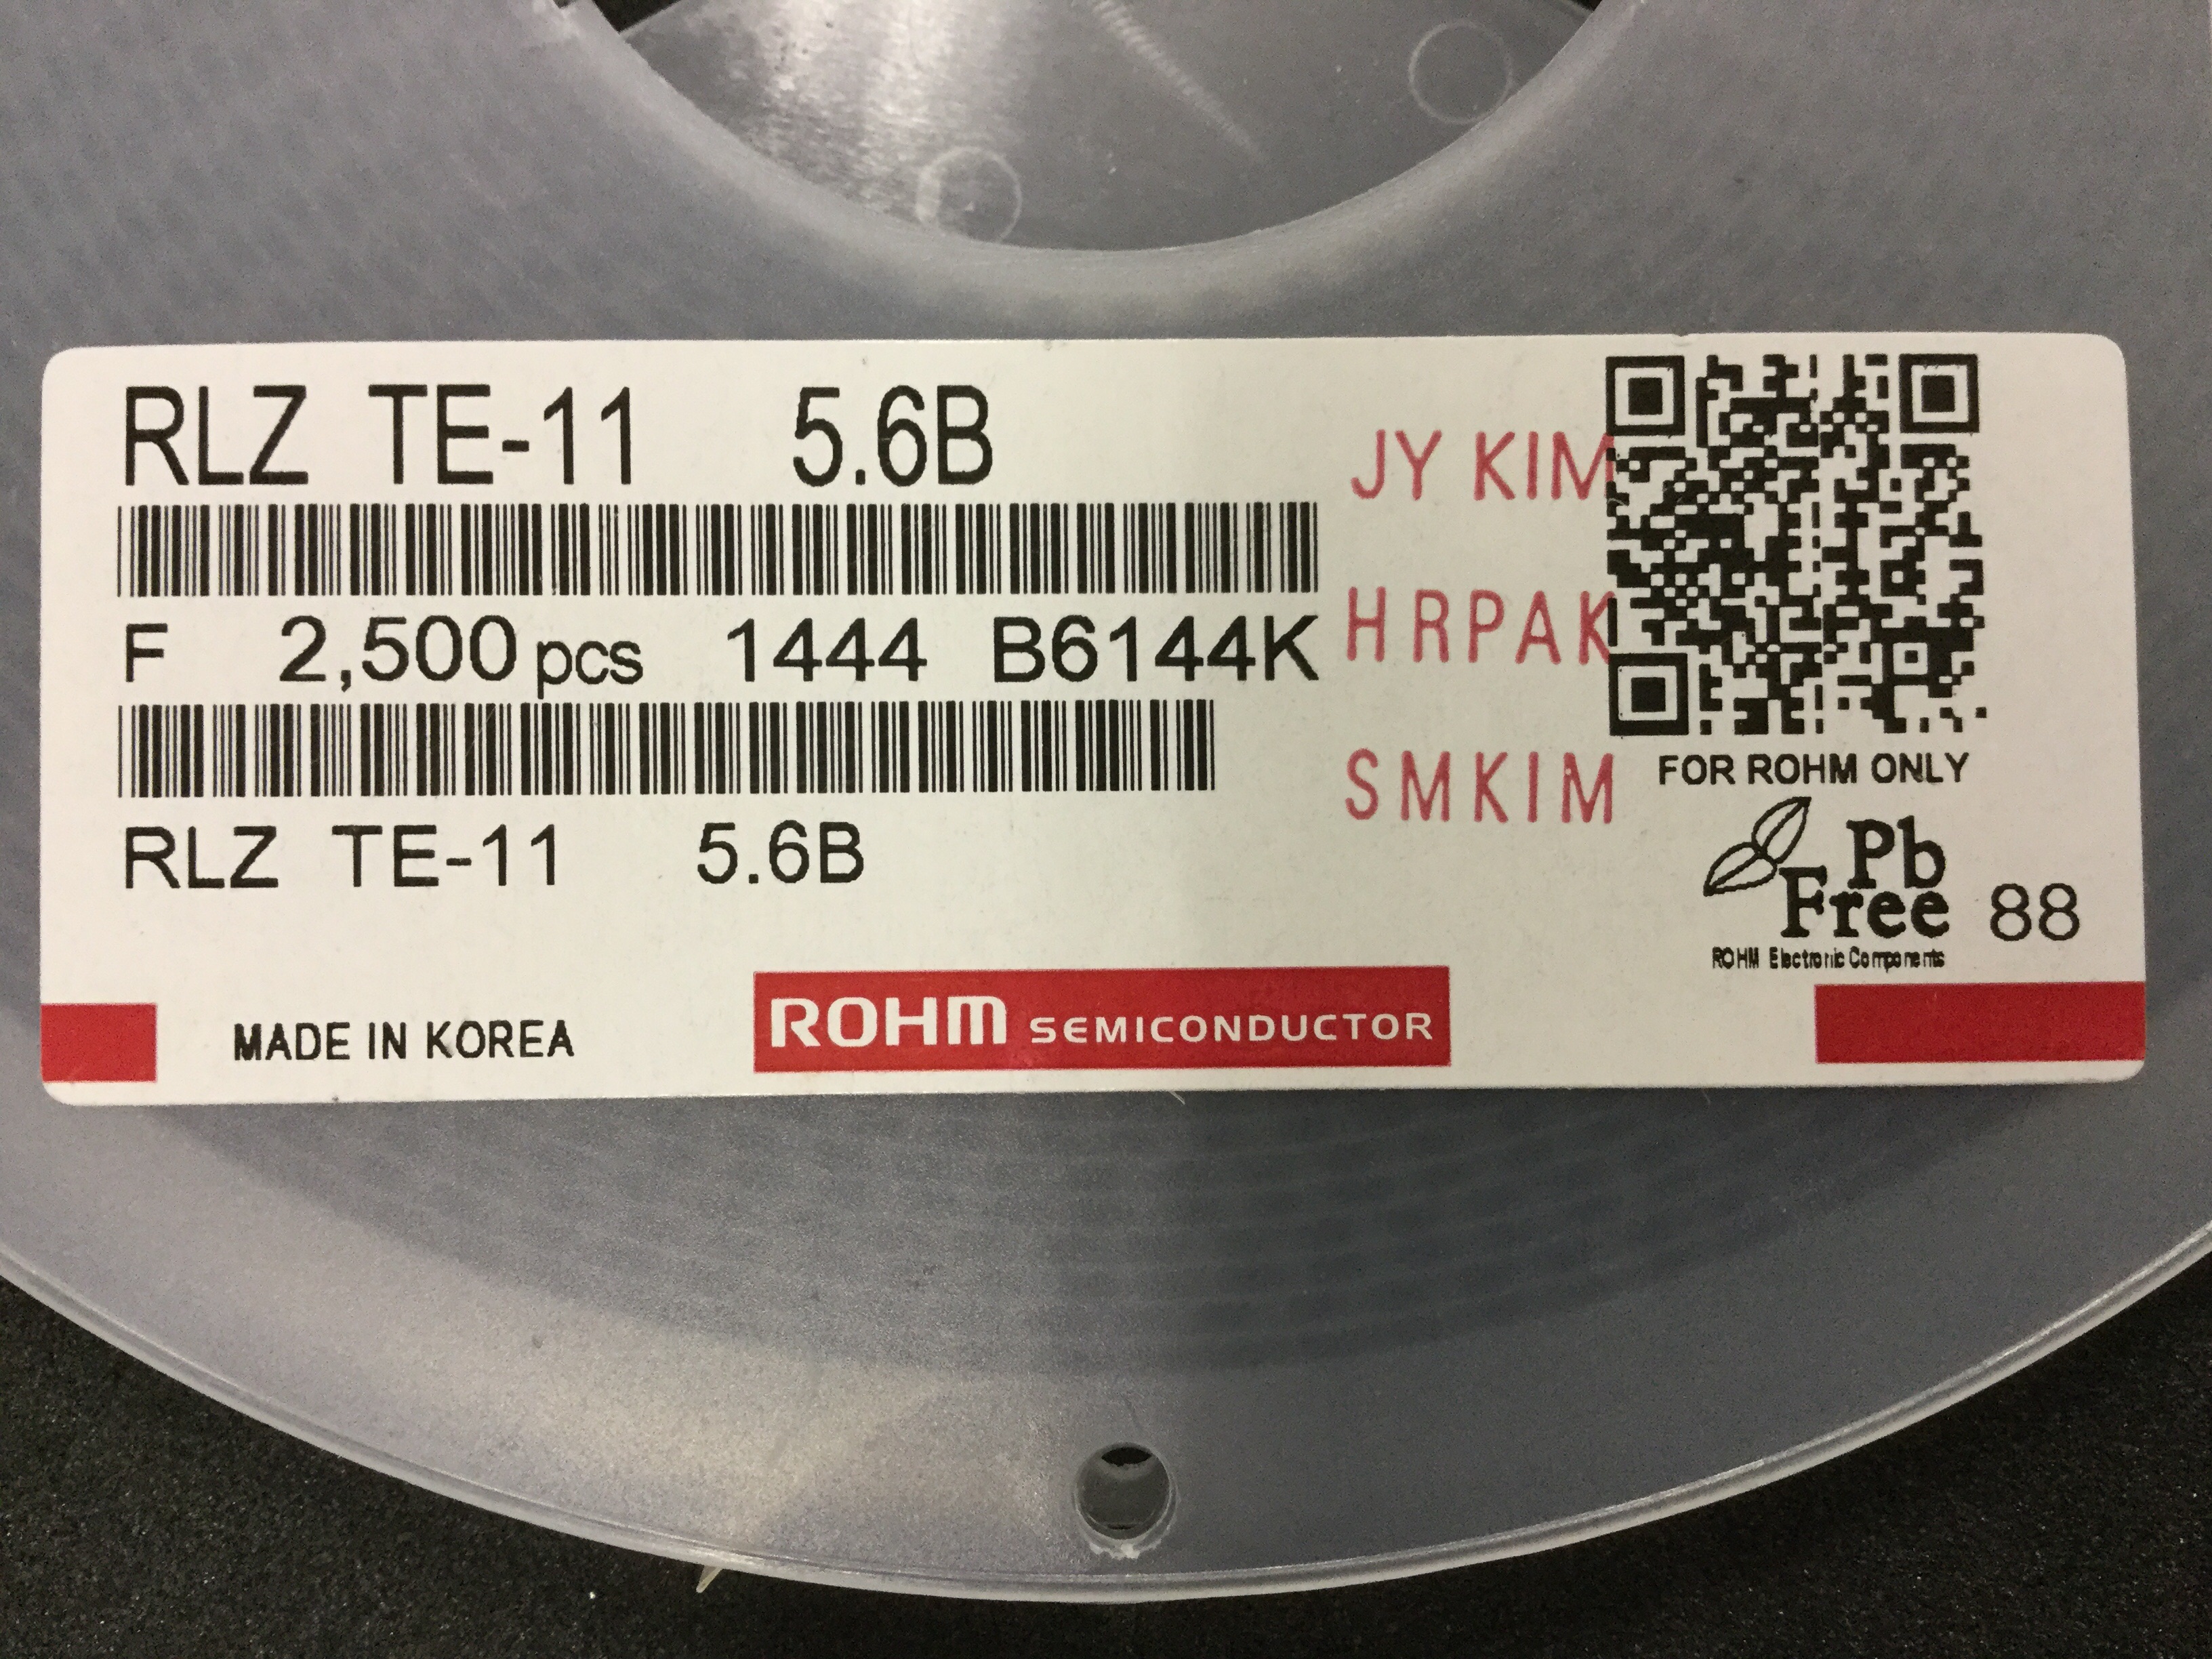 RLZ TE-11 5.6B
JY KIM
F 2,500 pcs 1444 B6144K
HRPAK
SMKIM
FOR ROHM ONLY
RLZ TE-11 5.6B
Pb
Free 88
ROHM Electronic Components
MADE IN KOREA
ROHM SEMICONDUCTOR